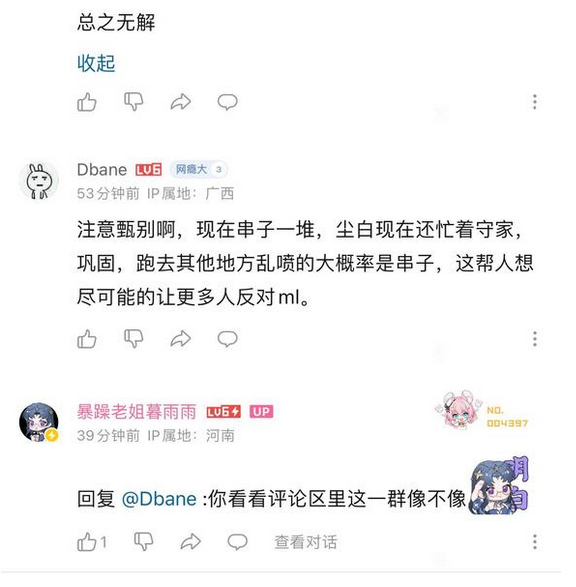 总之无解
收起
Dbane LV6 网瘾大 3
53分钟前 IP属地：广西
注意甄别啊，现在串子一堆，尘白现在还忙着守家，
巩固，跑去其他地方乱喷的大概率是串子，这帮人想
尽可能的让更多人反对ml。
暴躁老姐暮雨雨 LV6 UP
NO.
004397
39分钟前 IP属地：河南
回复 @Dbane :你看看评论区里这一群像不像
明白
1 查看对话